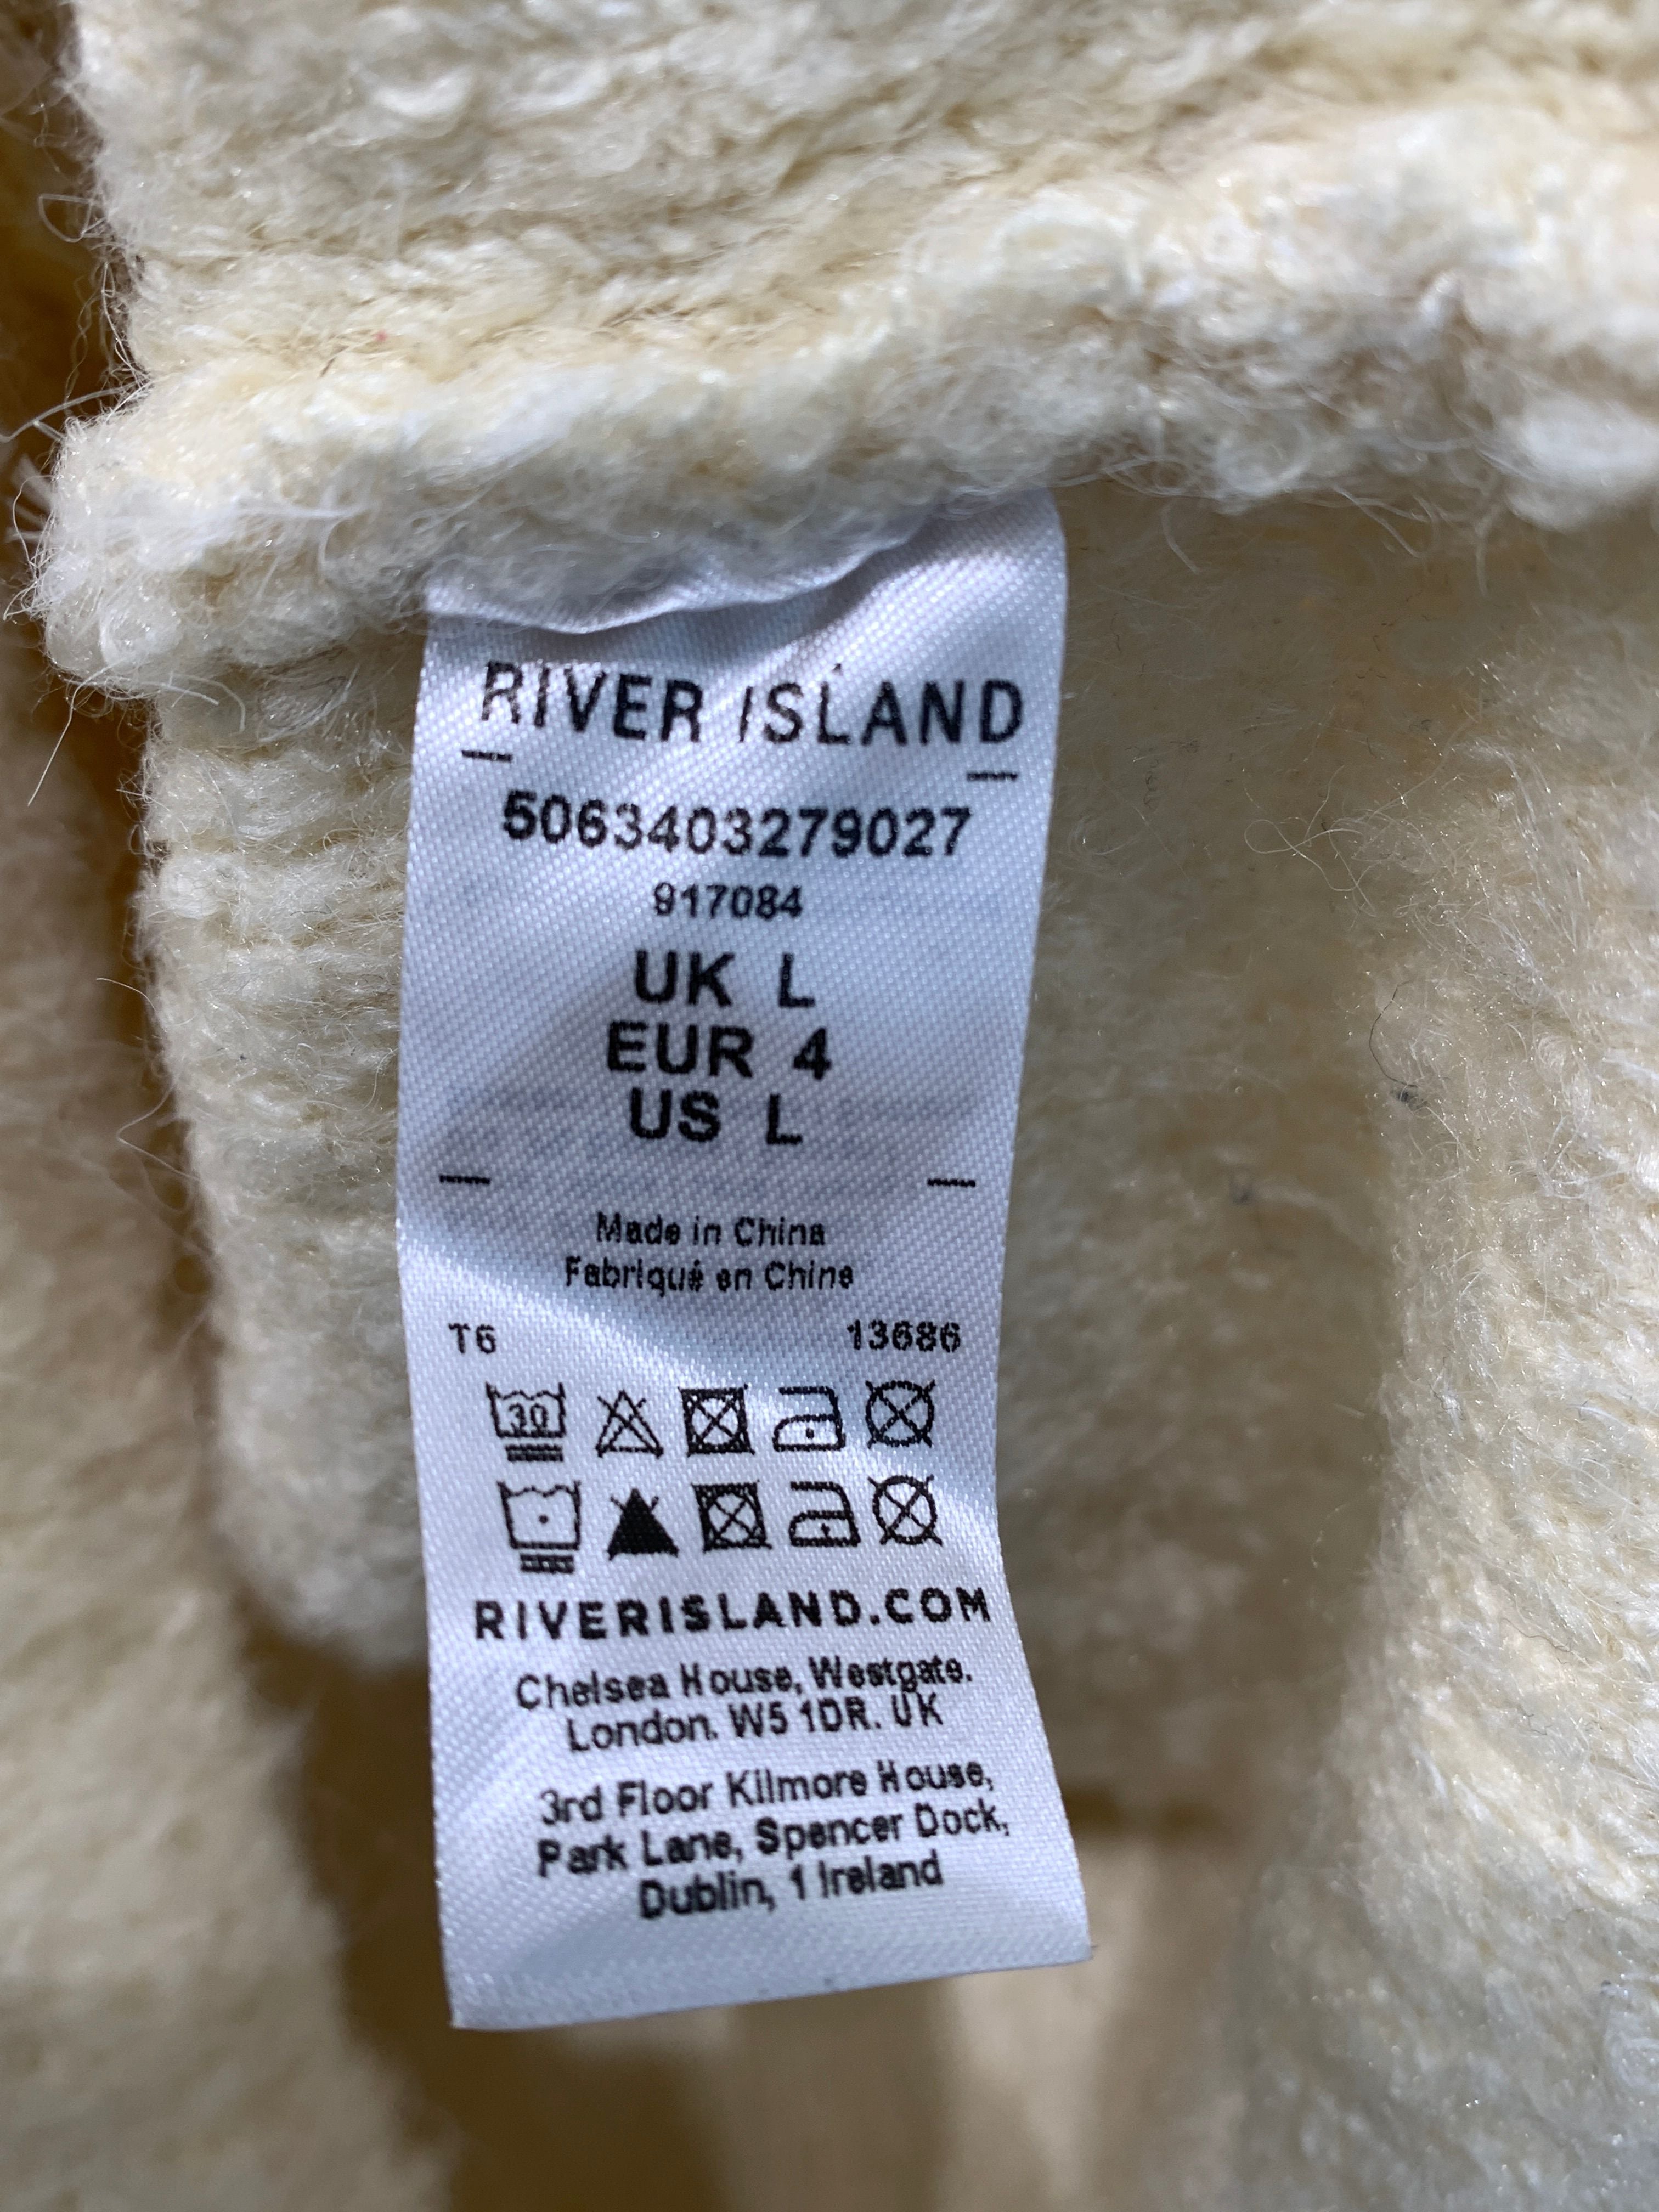 RIVER ISLAND
5063403279027
917084
UK L
EUR 4
US L
Made in China
Fabriqué en Chine
T6 13686
30
RIVERISLAND.COM
Chelsea House, Westgate.
London. W5 1DR. UK
3rd Floor Kilmore House,
Park Lane, Spencer Dock,
Dublin, 1 Ireland